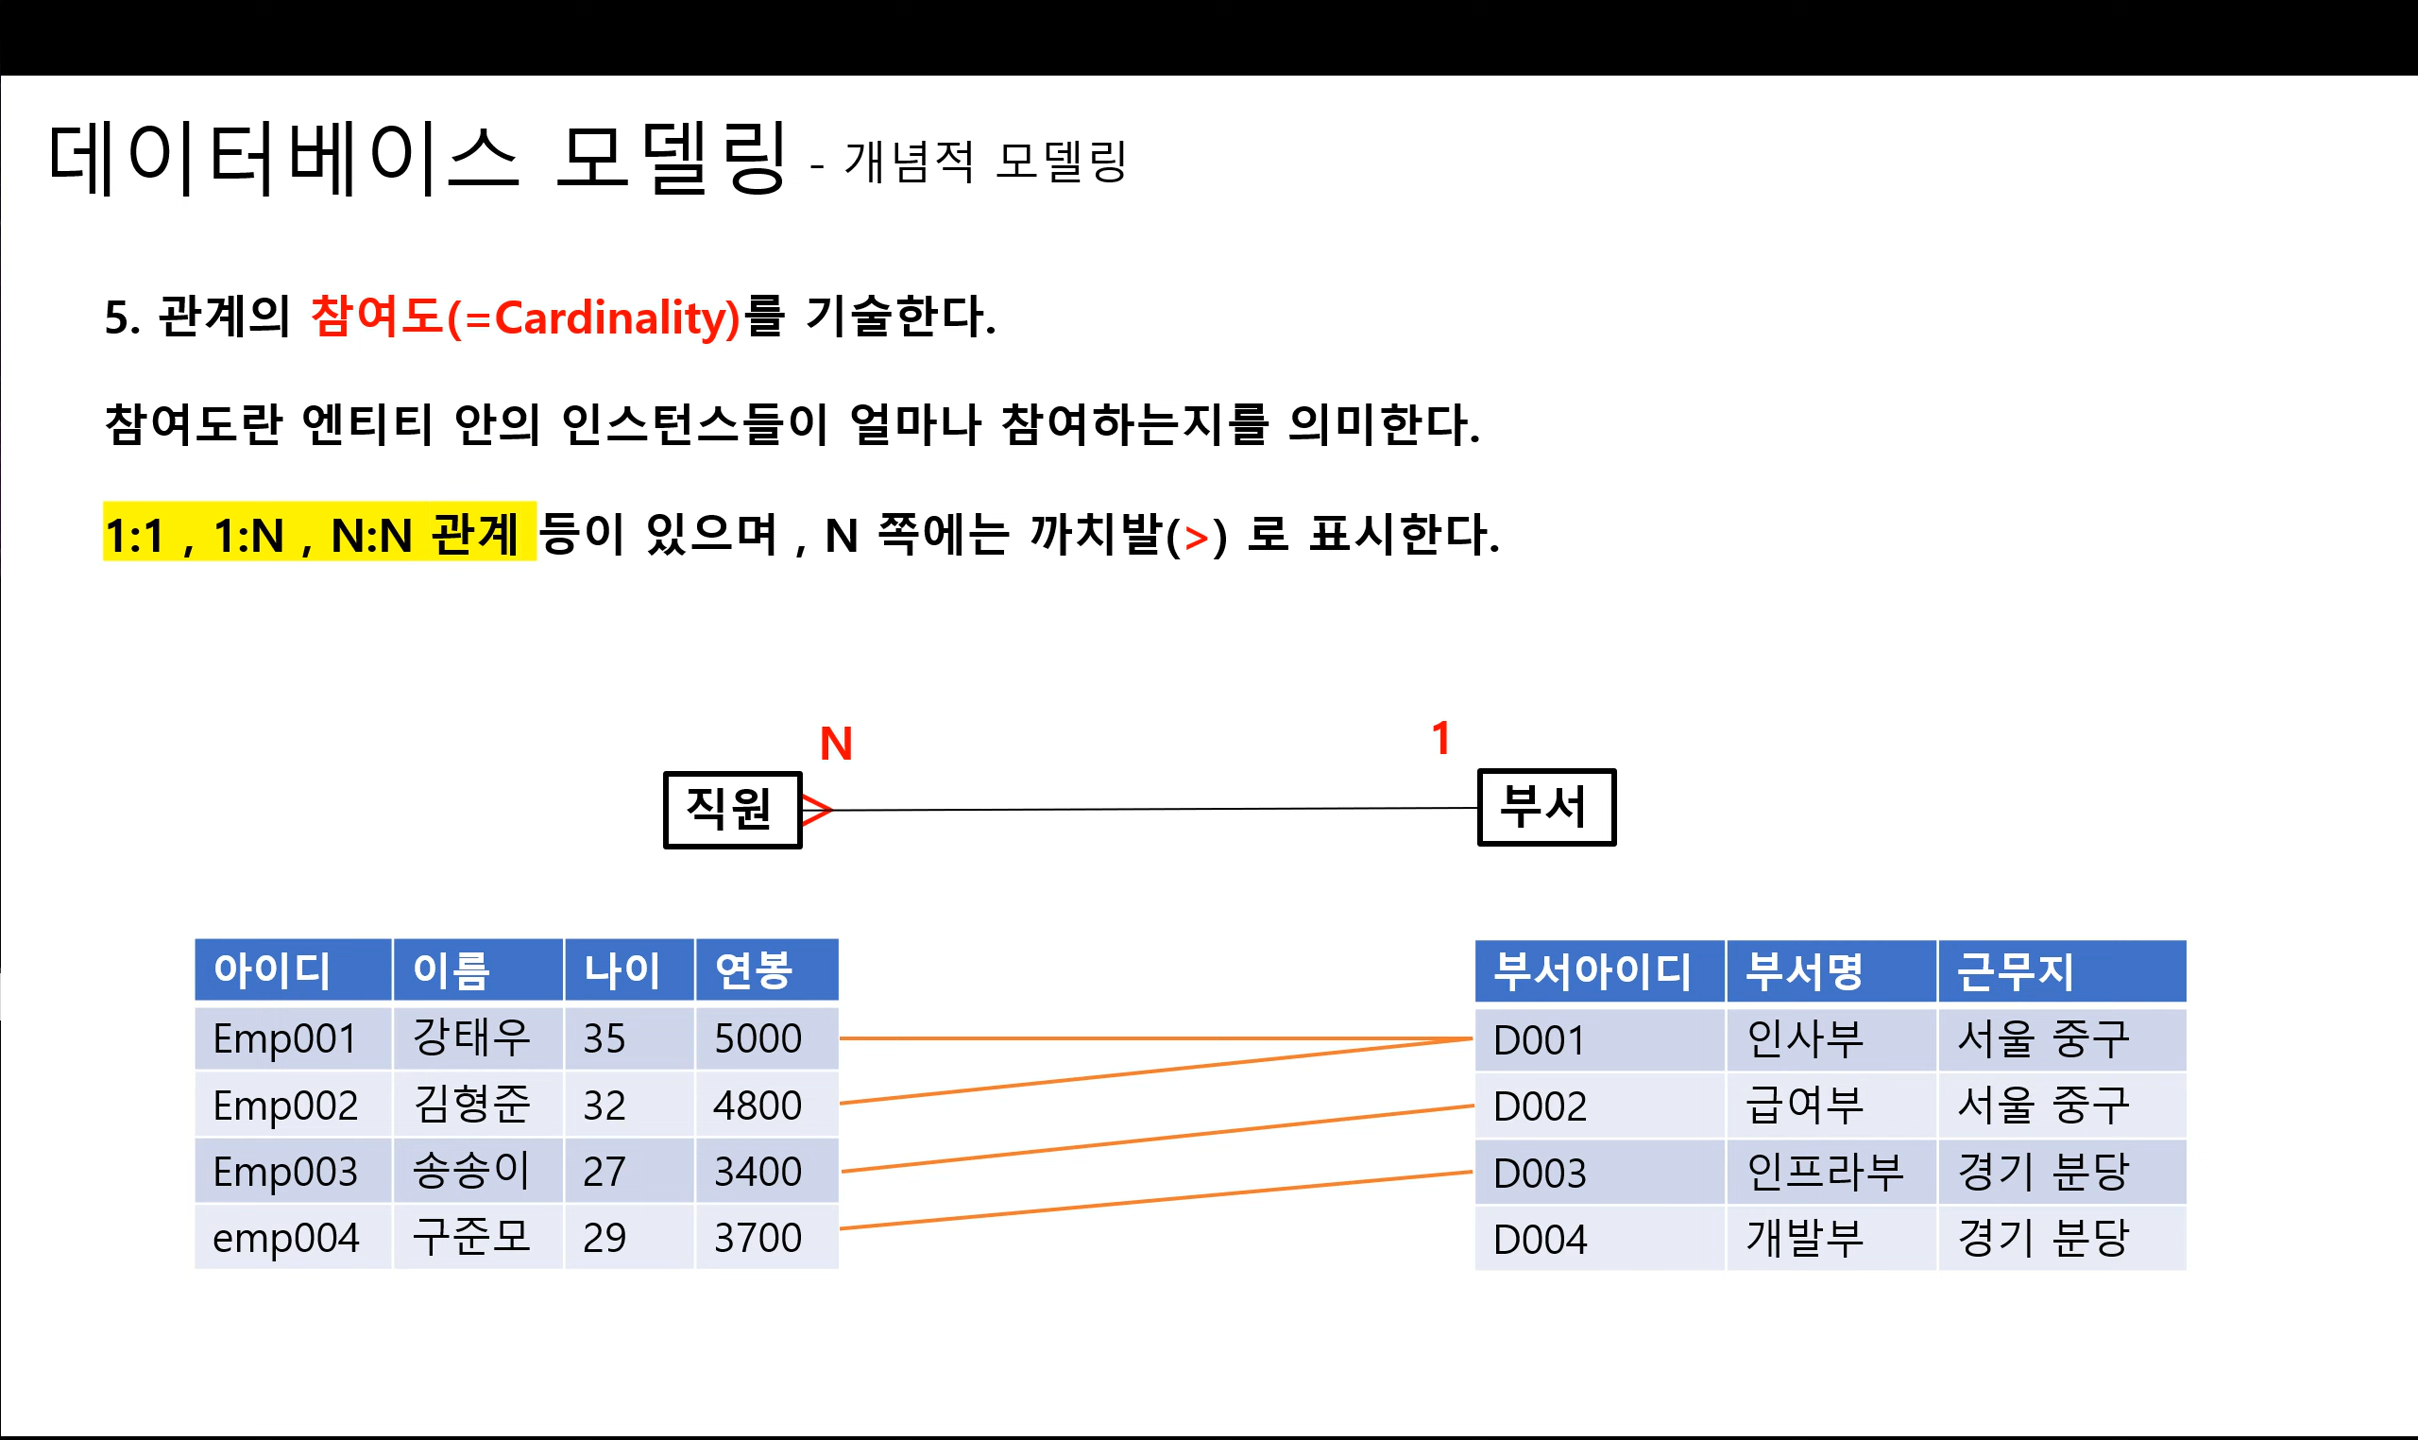 데이터베이스 모델링 - 개념적 모델링
5. 관계의 참여도(=Cardinality)를 기술한다.
참여도란 엔티티 안의 인스턴스들이 얼마나 참여하는지를 의미한다.
1:1 , 1:N , N:N 관계 등이 있으며 , N 쪽에는 까치발(>) 로 표시한다.
N 1
직원 부서
아이디 이름 나이 연봉
Emp001 강태우 35 5000
Emp002 김형준 32 4800
Emp003 송송이 27 3400
emp004 구준모 29 3700
부서아이디 부서명 근무지
D001 인사부 서울 중구
D002 급여부 서울 중구
D003 인프라부 경기 분당
D004 개발부 경기 분당